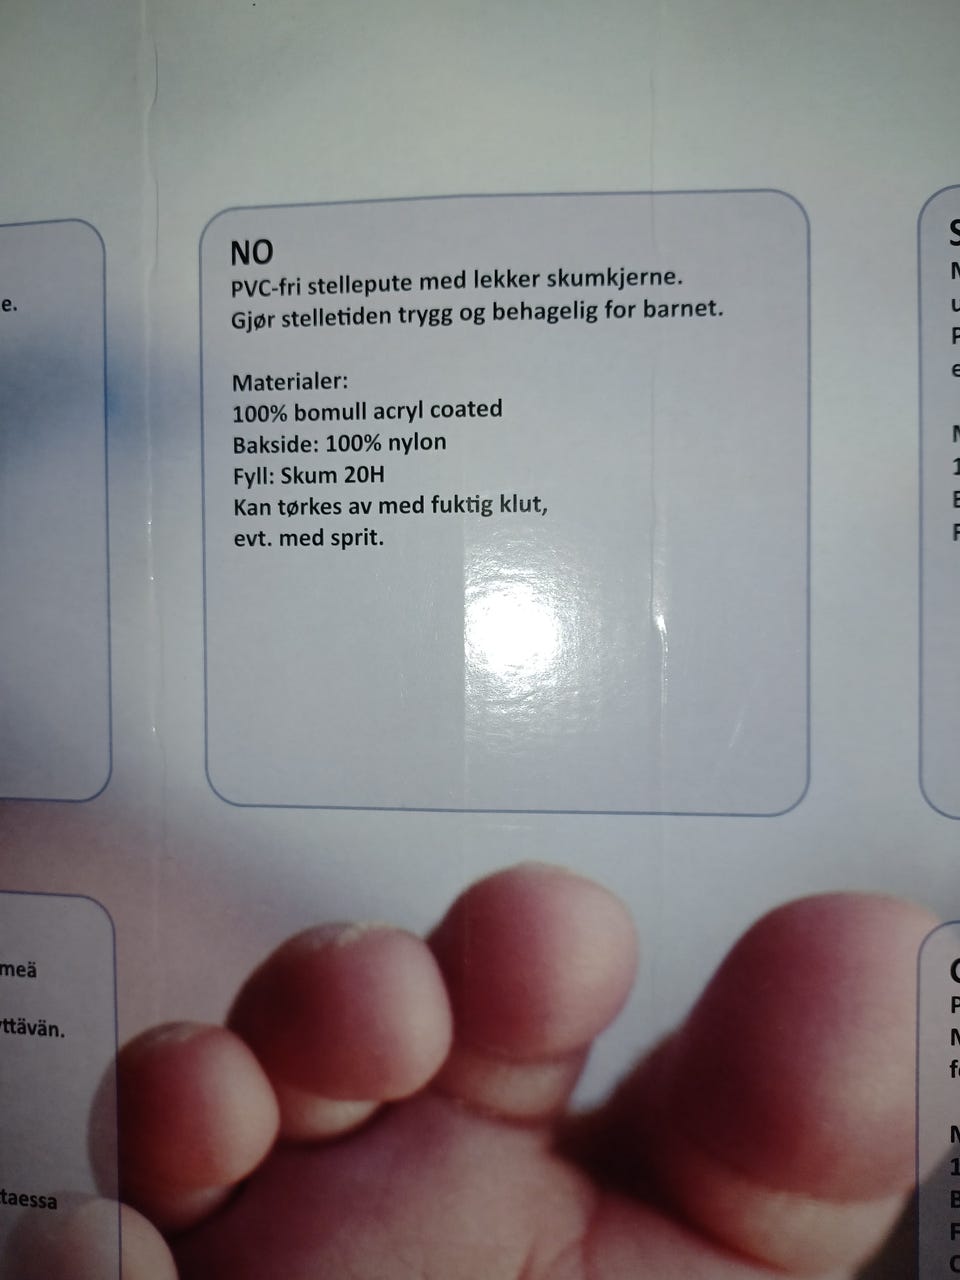 NO
PVC-fri stellepute med lekker skumkjerne.
Gjør stelletiden trygg og behagelig for barnet.
Materialer:
100% bomull acryl coated
Bakside: 100% nylon
Fyll: Skum 20H
Kan tørkes av med fuktig klut,
evt. med sprit.